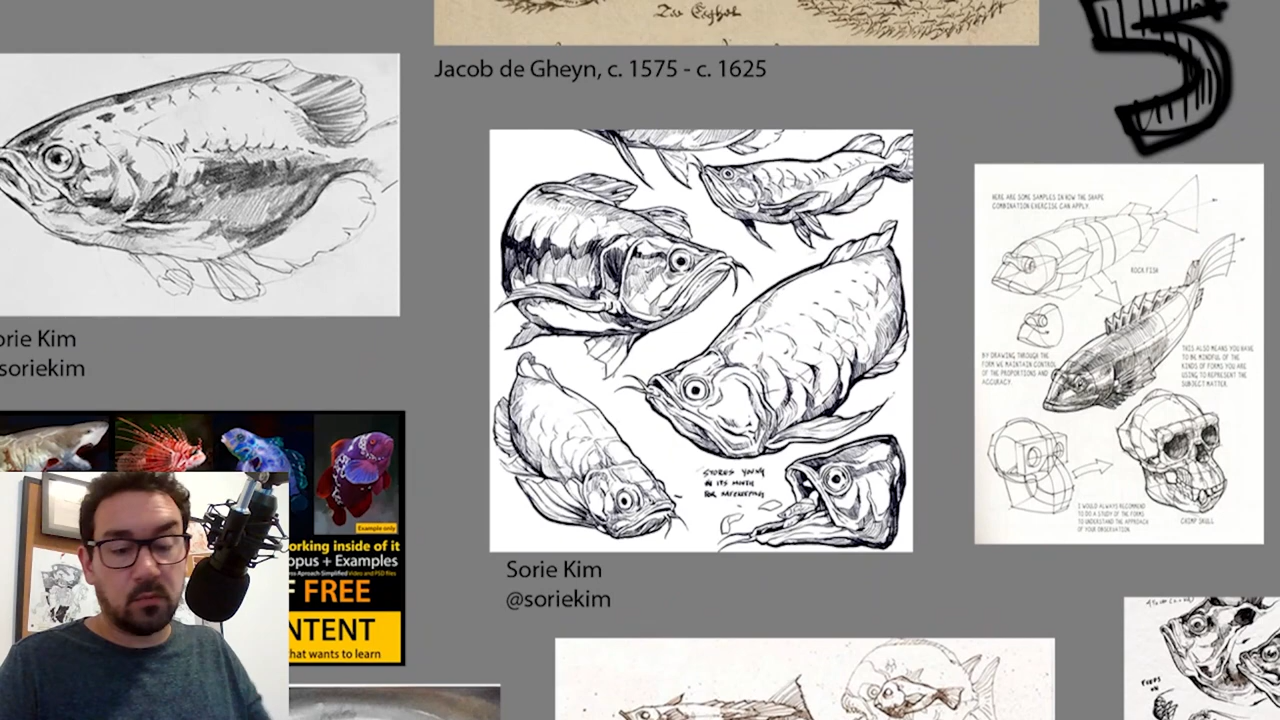 Jacob de Gheyn, c. 1575 - c. 1625
5
HERE ARE SOME SAMPLES IN HOW THE SHAPE
COMBINATION EXERCISE CAN APPLY.
ROCK FISH
BY DRAWING THROUGH THE
FORM WE MAINTAIN CONTROL
OF THE PROPORTIONS AND
ACCURACY.
THIS ALSO MEANS YOU HAVE
TO BE MINDFUL OF THE
KINDS OF FORMS YOU ARE
USING TO REPRESENT THE
SUBJECT MATTER.
I WOULD ALWAYS RECOMMEND
TO DO A STUDY OF THE FORMS
TO UNDERSTAND THE APPROACH
OF YOUR OBSERVATION.
CHIMP SKULL
orie Kim
soriekim
STORES YOUNG
IN ITS MOUTH
FOR SAFEKEEPING
Sorie Kim
@soriekim
Example only
orking inside of it
opus + Examples
FREE
NTENT
hat wants to learn